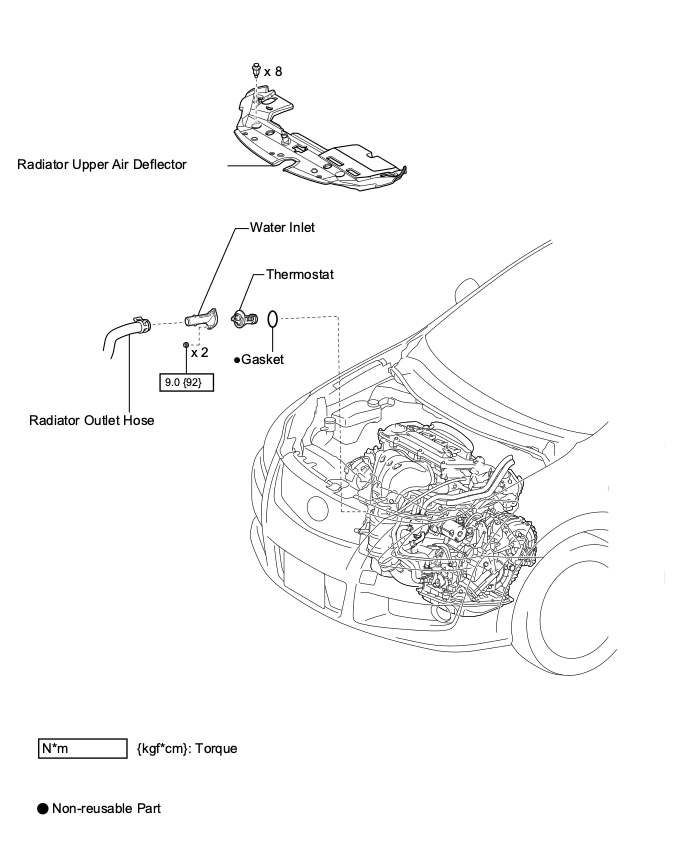 x 8
Radiator Upper Air Deflector
Water Inlet
Thermostat
x 2
●Gasket
9.0 {92}
Radiator Outlet Hose
N*m {kgf*cm}: Torque
● Non-reusable Part